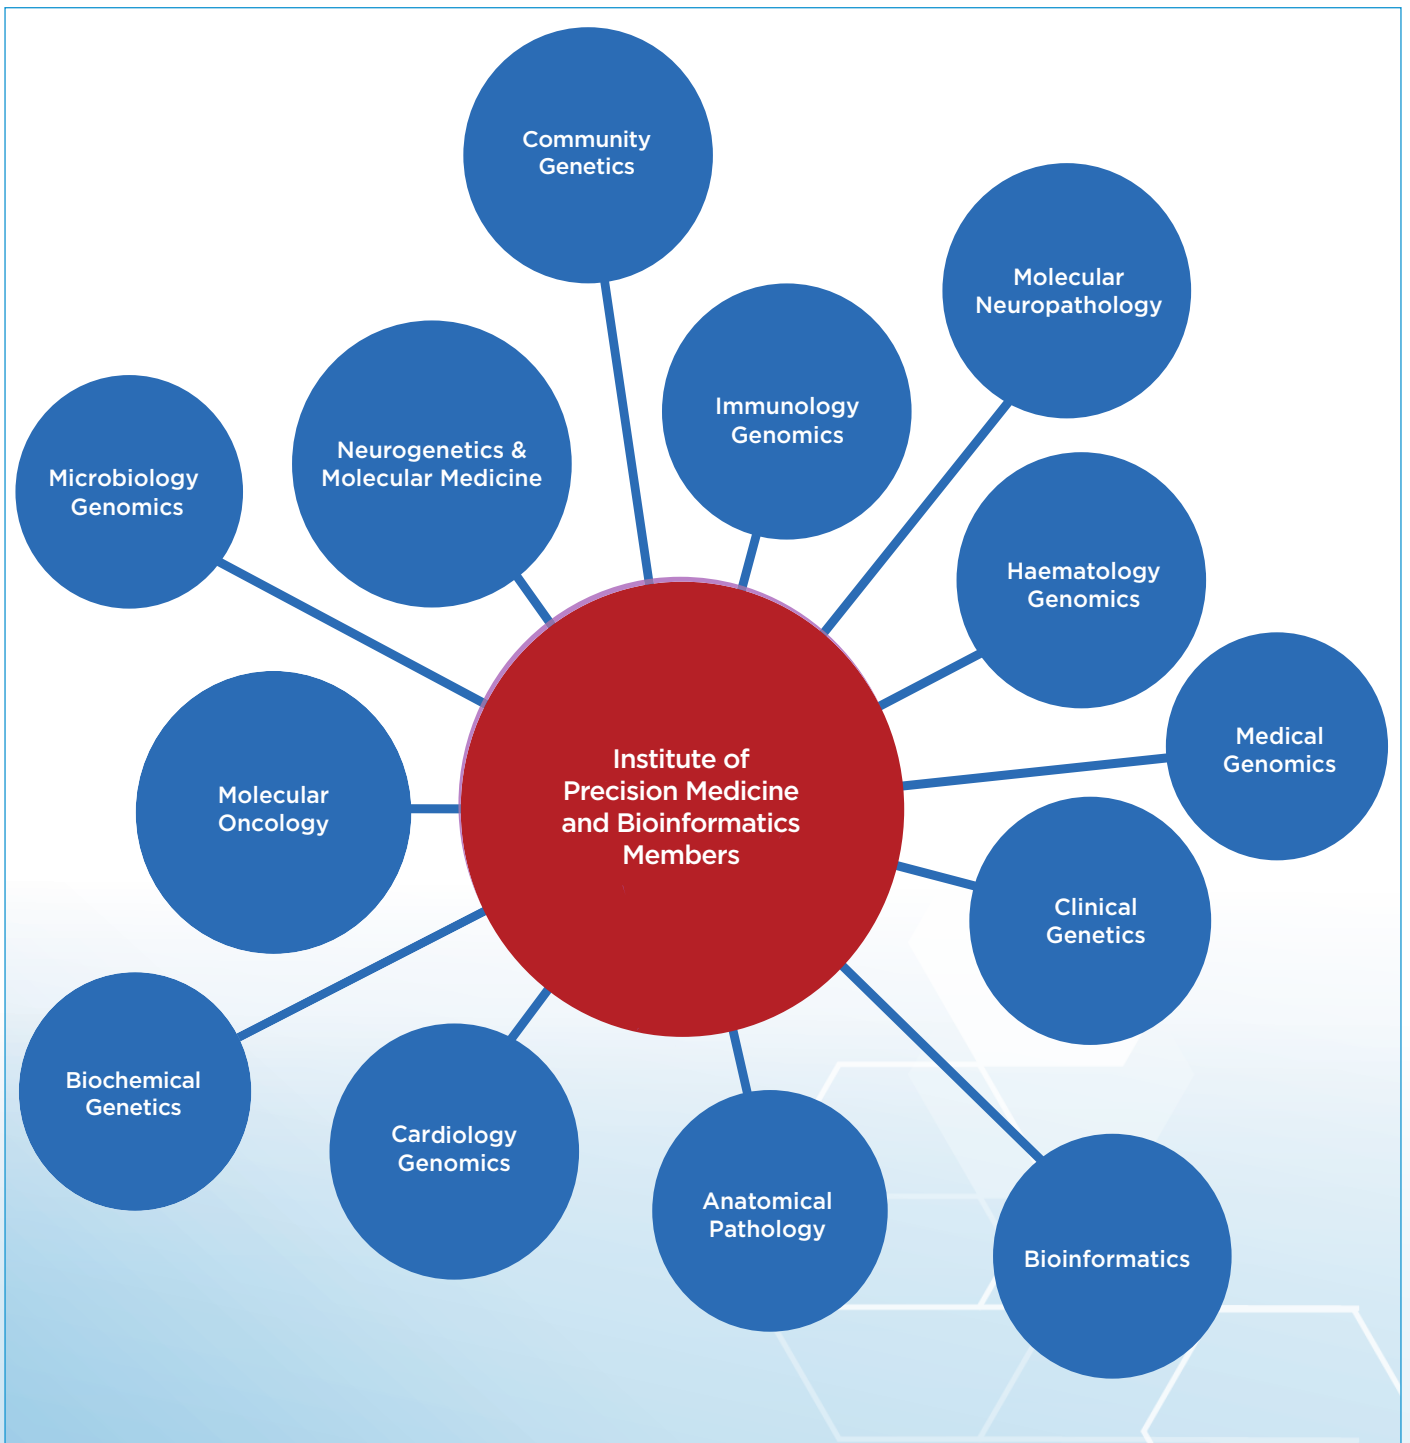 Community
Genetics
Molecular
Neuropathology
Immunology
Genomics
Neurogenetics &
Molecular Medicine
Microbiology
Genomics
Haematology
Genomics
Medical
Genomics
Institute of
Precision Medicine
and Bioinformatics
Members
Molecular
Oncology
Clinical
Genetics
Biochemical
Genetics
Cardiology
Genomics
Anatomical
Pathology
Bioinformatics